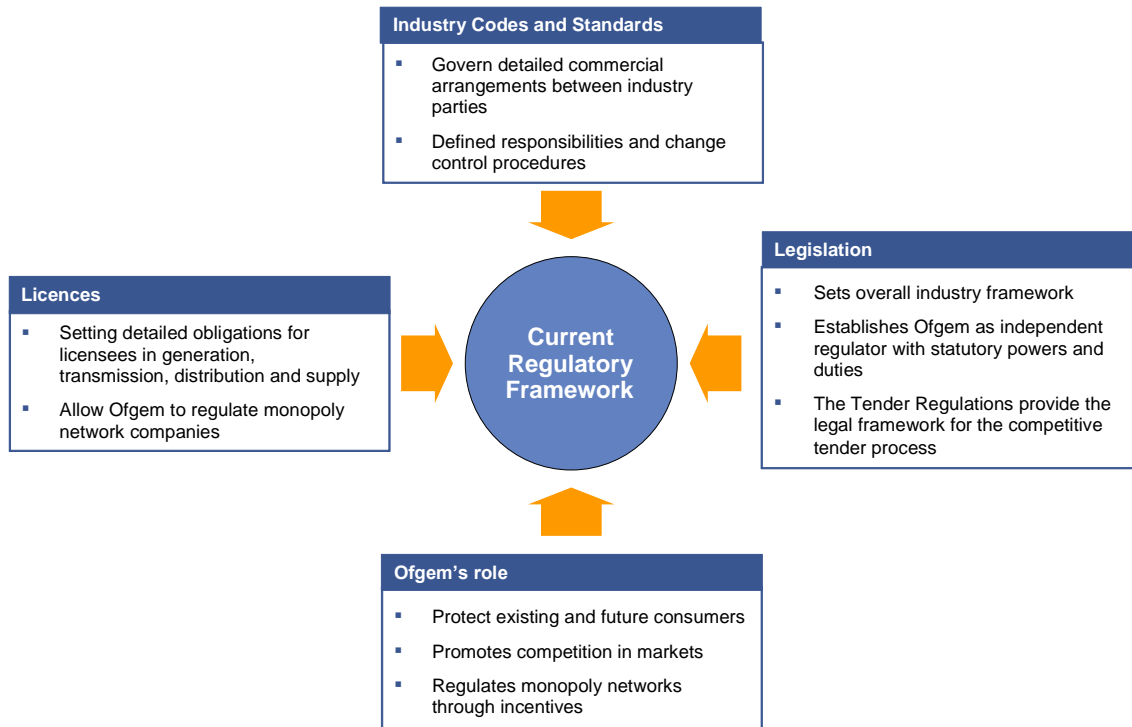 Industry Codes and Standards
▪ Govern detailed commercial
arrangements between industry
parties
▪ Defined responsibilities and change
control procedures
Licences
▪ Setting detailed obligations for
licensees in generation,
transmission, distribution and supply
▪ Allow Ofgem to regulate monopoly
network companies
Current
Regulatory
Framework
Legislation
▪ Sets overall industry framework
▪ Establishes Ofgem as independent
regulator with statutory powers and
duties
▪ The Tender Regulations provide the
legal framework for the competitive
tender process
Ofgem’s role
▪ Protect existing and future consumers
▪ Promotes competition in markets
▪ Regulates monopoly networks
through incentives